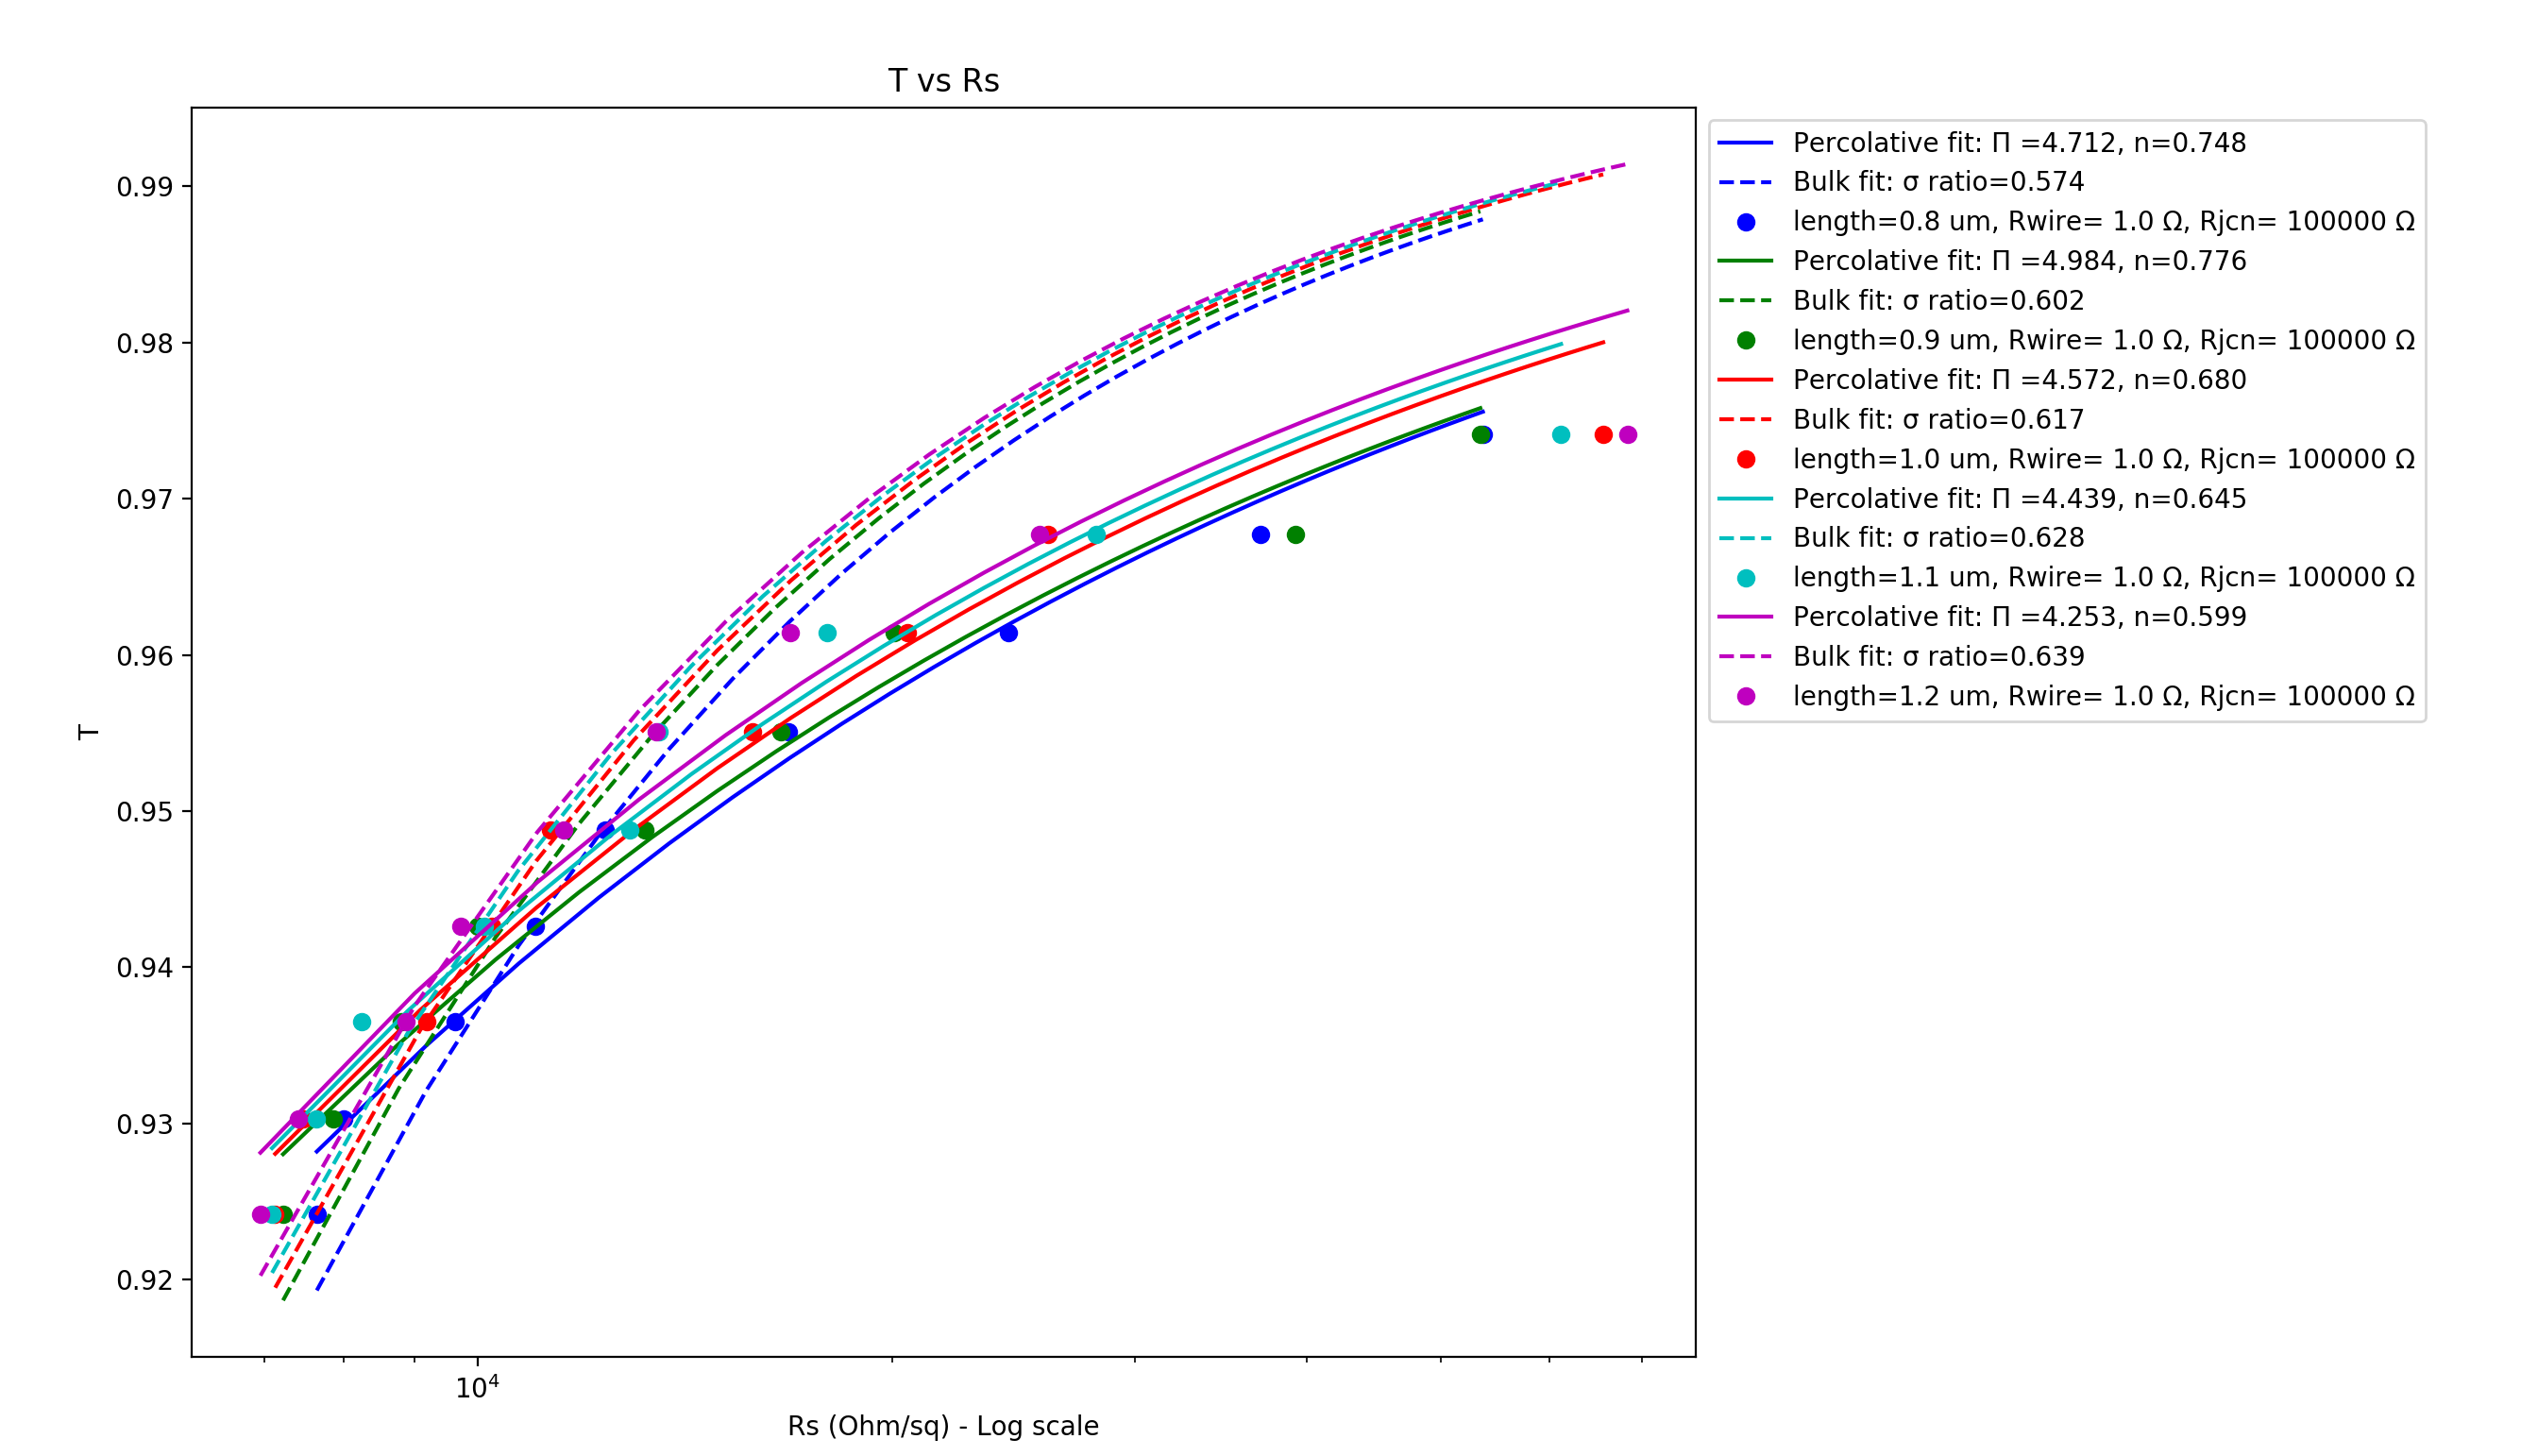 T vs Rs
0.99
0.98
0.97
0.96
0.95
0.94
0.93
0.92
T
10⁴
Rs (Ohm/sq) - Log scale
Percolative fit: Π =4.712, n=0.748
Bulk fit: σ ratio=0.574
length=0.8 um, Rwire= 1.0 Ω, Rjcn= 100000 Ω
Percolative fit: Π =4.984, n=0.776
Bulk fit: σ ratio=0.602
length=0.9 um, Rwire= 1.0 Ω, Rjcn= 100000 Ω
Percolative fit: Π =4.572, n=0.680
Bulk fit: σ ratio=0.617
length=1.0 um, Rwire= 1.0 Ω, Rjcn= 100000 Ω
Percolative fit: Π =4.439, n=0.645
Bulk fit: σ ratio=0.628
length=1.1 um, Rwire= 1.0 Ω, Rjcn= 100000 Ω
Percolative fit: Π =4.253, n=0.599
Bulk fit: σ ratio=0.639
length=1.2 um, Rwire= 1.0 Ω, Rjcn= 100000 Ω